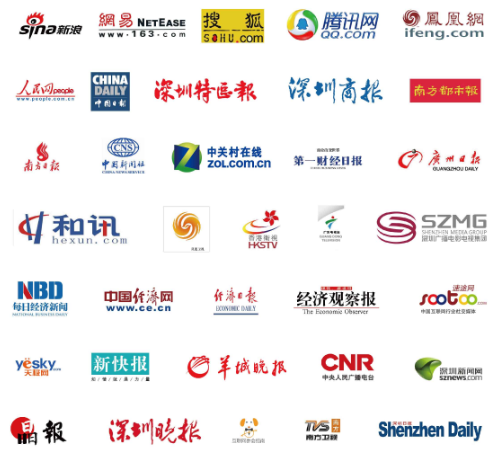 sina新浪
網易 NETEASE
www.163.com
搜狐
SOHU.com
腾讯网
QQ.com
鳳凰網
ifeng.com
人民网people
www.people.com.cn
CHINA
DAILY
中国日报
深圳特區報
深圳商报
南方都市报
南方日报
CNS
中国新闻社
CHINA NEWS SERVICE
Z
中关村在线
ZOL.com.cn
第一财经日报
廣州日报
GUANGZHOU DAILY
和讯
hexun.com
香港衛視
HKSTV
SZMG
SHENZHEN MEDIA GROUP
深圳广播电影电视集团
NBD
每日经济新闻
NATIONAL BUSINESS DAILY
中国经济网
www.ce.cn
经济日报
ECONOMIC DAILY
经济观察报
The Economic Observer
速途网
sootoo.com
中国互联网行业社交媒体
yesky.com
天极网
新快报
羊城晚报
CNR
中央人民广播电台
深圳新闻网
sznews.com
晶報
深圳晚报
TVS
南方卫视
Shenzhen Daily